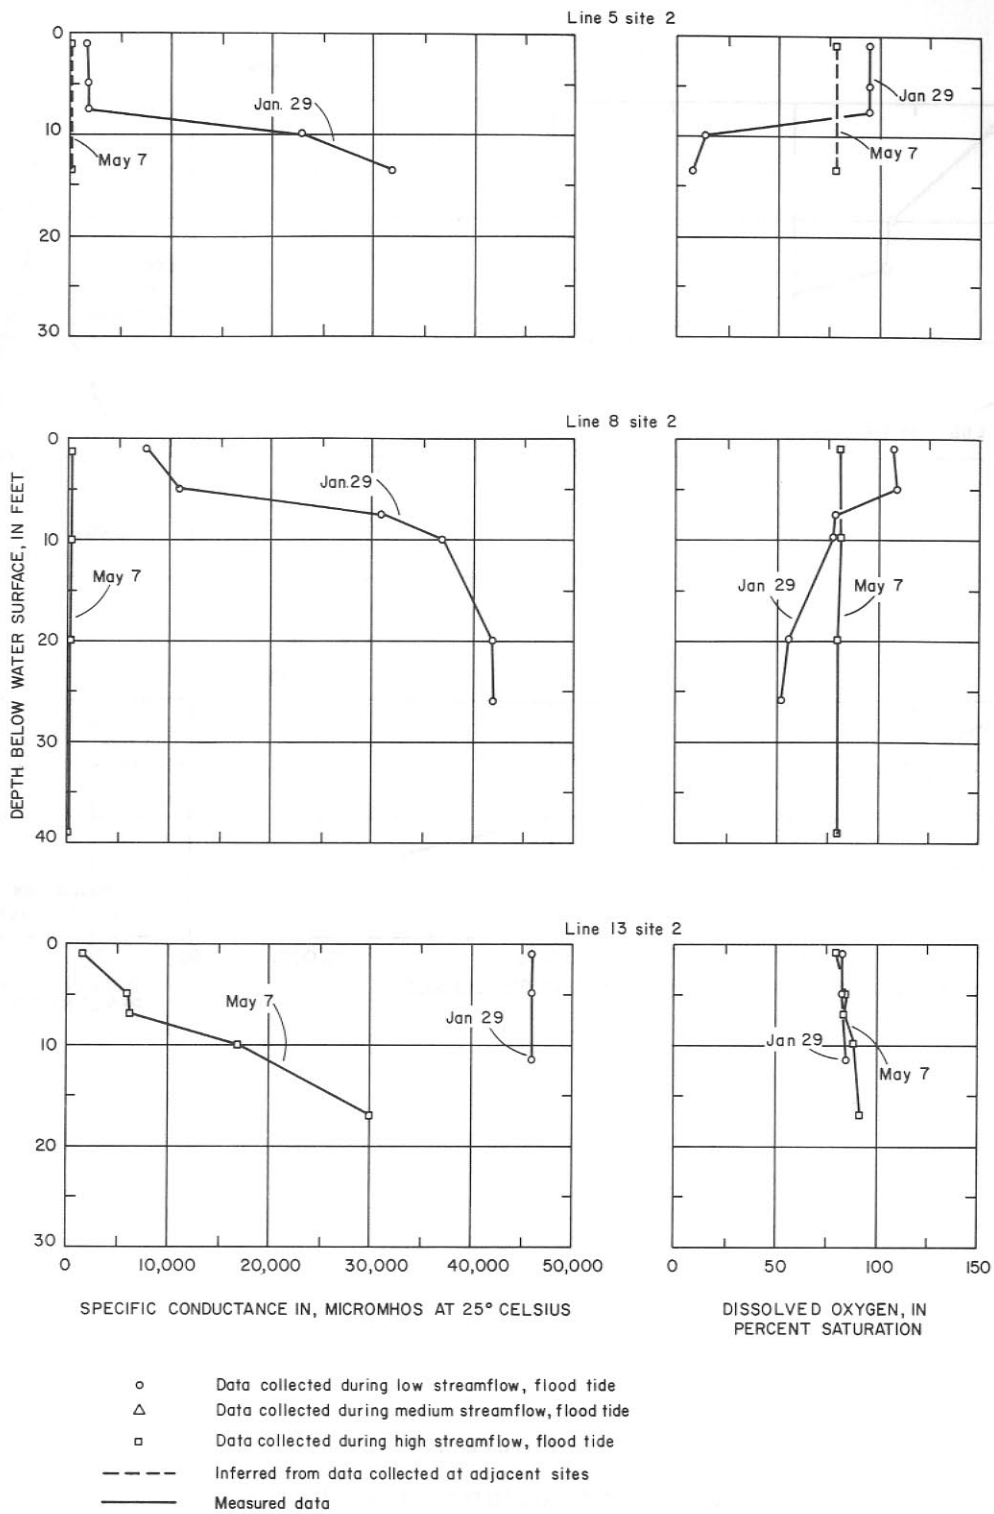 Line 5 site 2
0
10
20
30
Jan. 29
May 7
Jan 29
May 7
Line 8 site 2
DEPTH BELOW WATER SURFACE, IN FEET
0
10
20
30
40
Jan. 29
May 7
Jan 29
May 7
Line 13 site 2
0
10
20
30
May 7
Jan 29
Jan 29
May 7
0 10,000 20,000 30,000 40,000 50,000
0 50 100 150
SPECIFIC CONDUCTANCE IN, MICROMHOS AT 25° CELSIUS
DISSOLVED OXYGEN, IN
PERCENT SATURATION
Data collected during low streamflow, flood tide
Data collected during medium streamflow, flood tide
Data collected during high streamflow, flood tide
Inferred from data collected at adjacent sites
Measured data